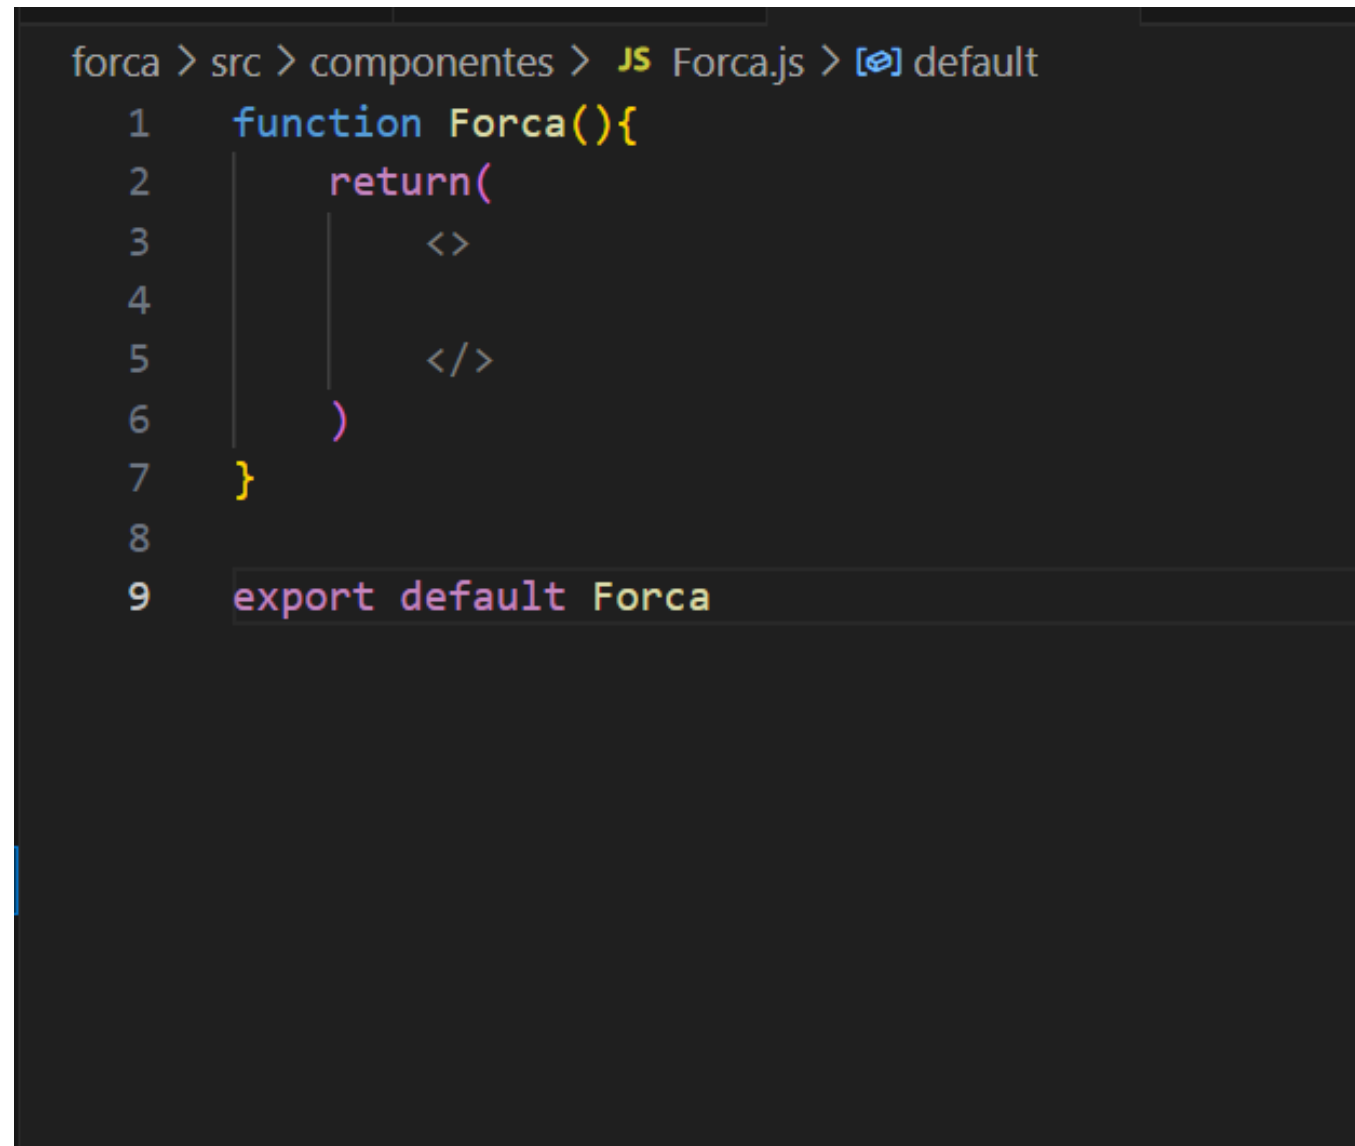 forca > src > componentes > JS Forca.js > [@] default
1 function Forca(){
2 return(
3 <>
4
5 </>
6 )
7 }
8
9 export default Forca